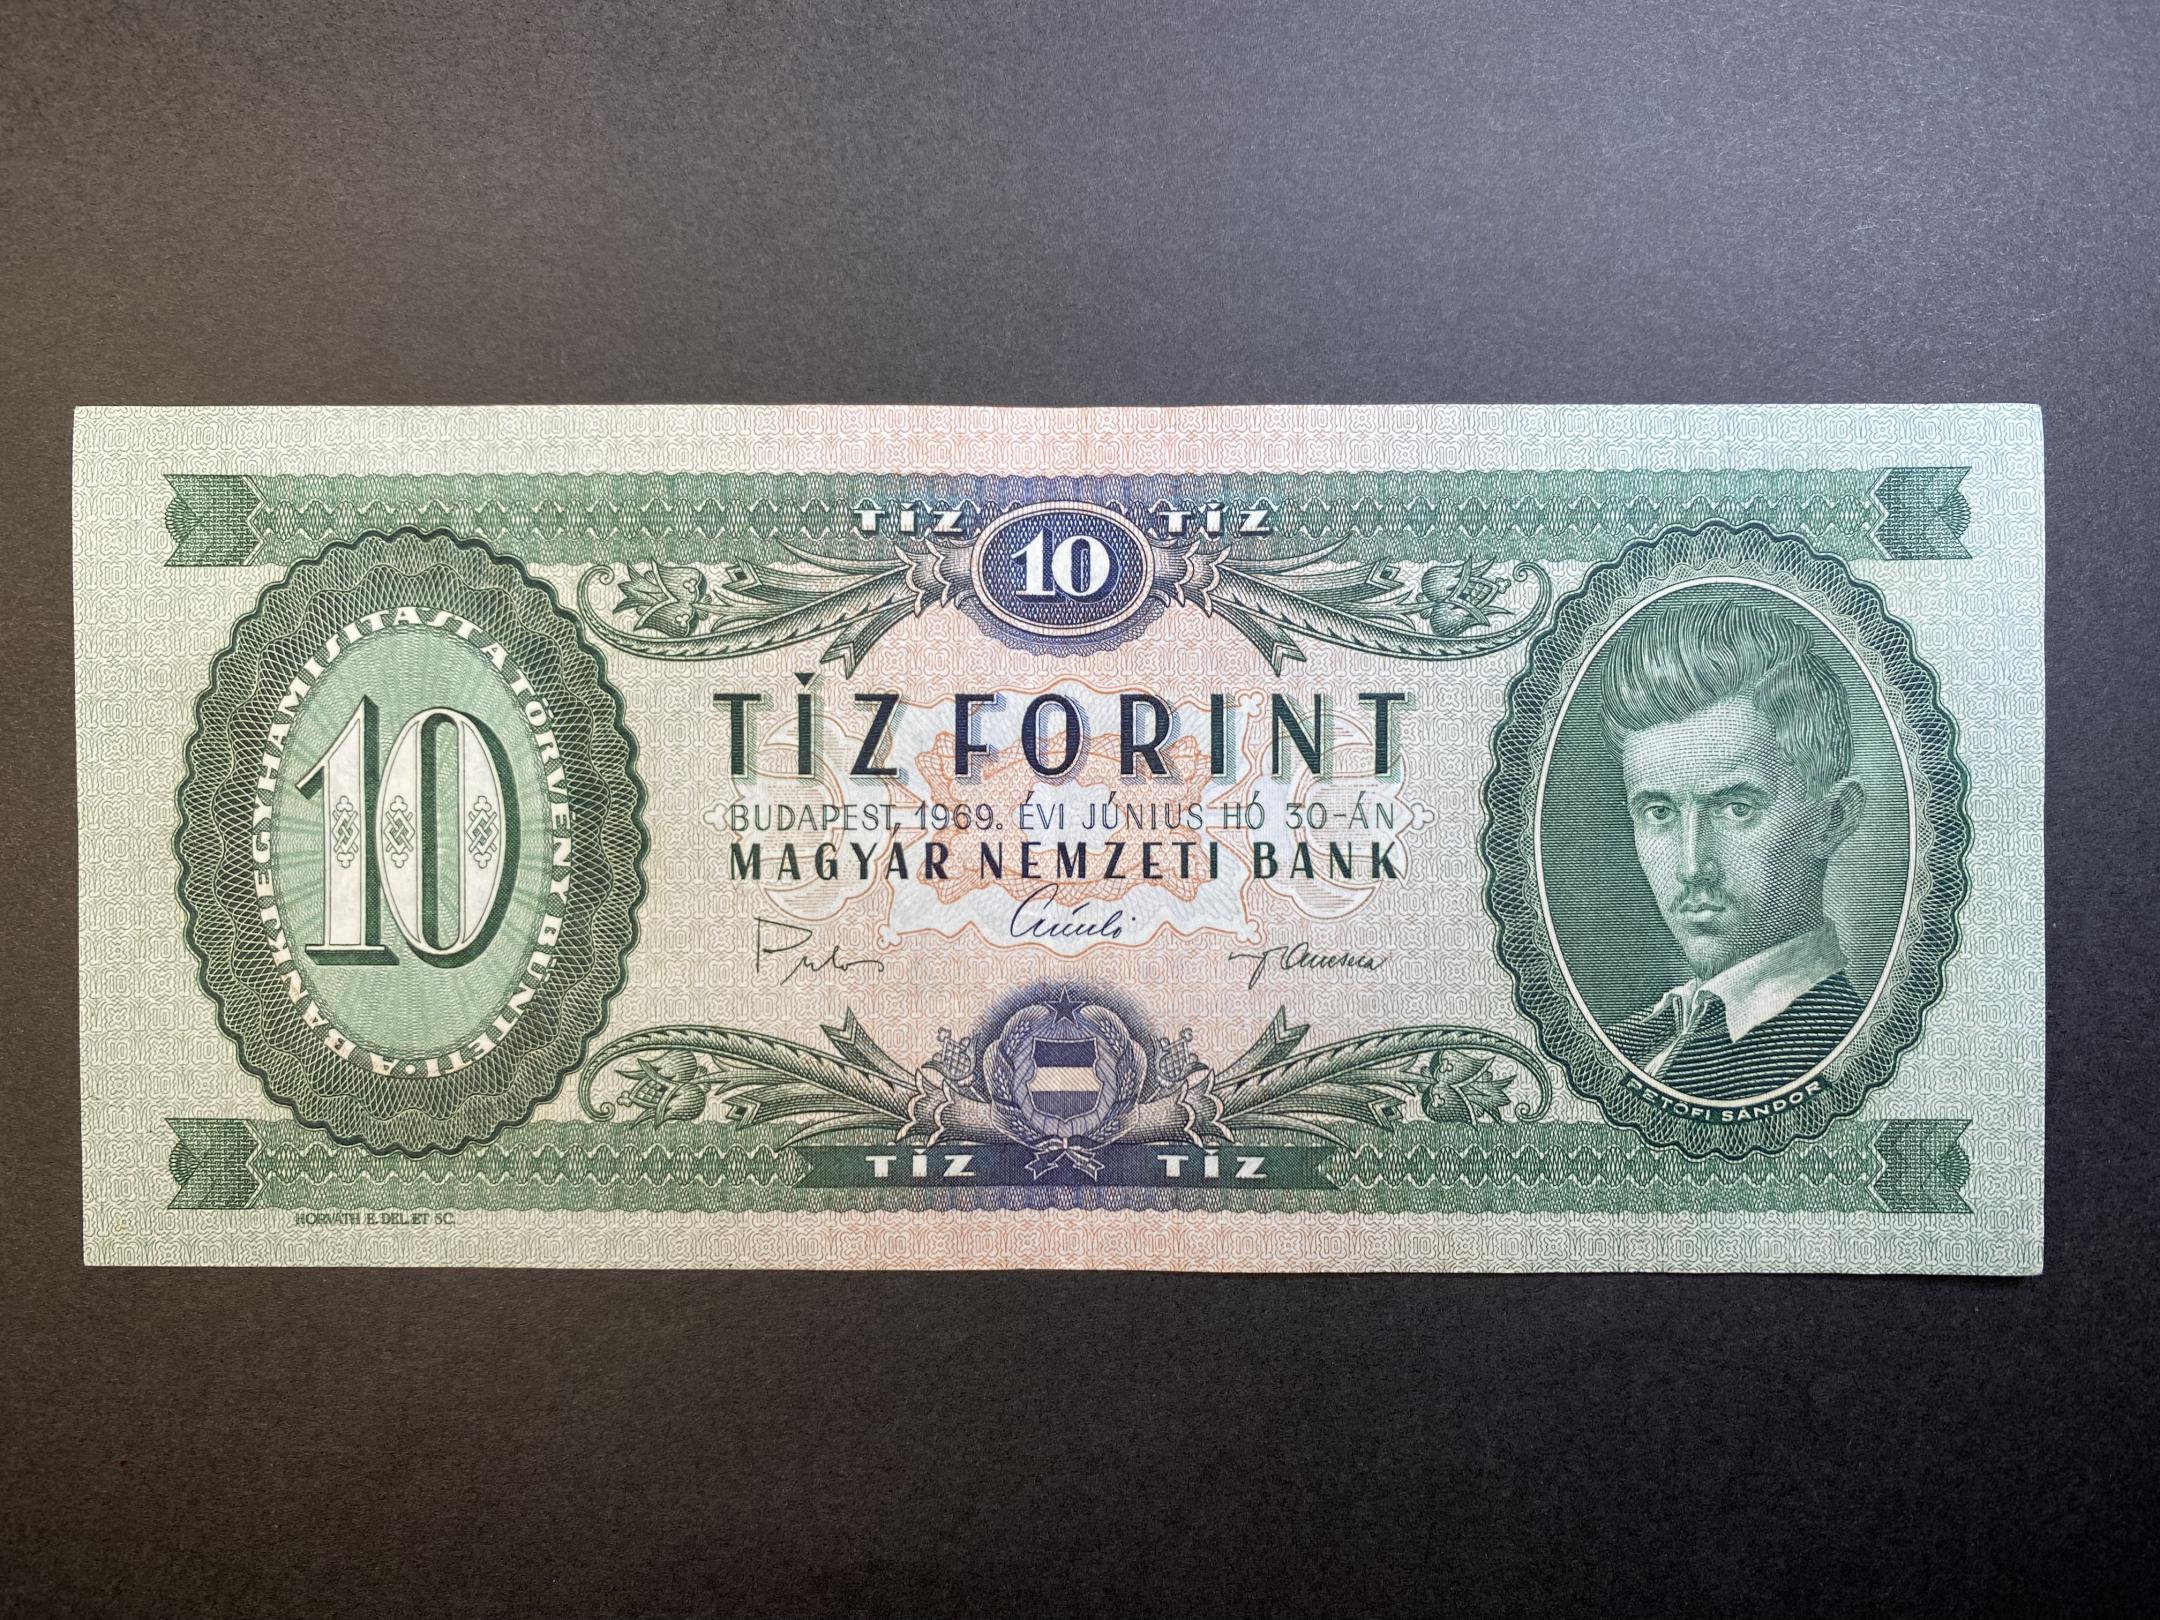 TÍZ 10 TÍZ
A BANKJEGYHAMISÍTÁST A TÖRVÉNY BÜNTETI •
10
TÍZ FORINT
BUDAPEST, 1969. ÉVI JÚNIUS HÓ 30-ÁN
MAGYAR NEMZETI BANK
PETŐFI SÁNDOR
TÍZ TÍZ
HORVÁTH E. DEL. ET SC.